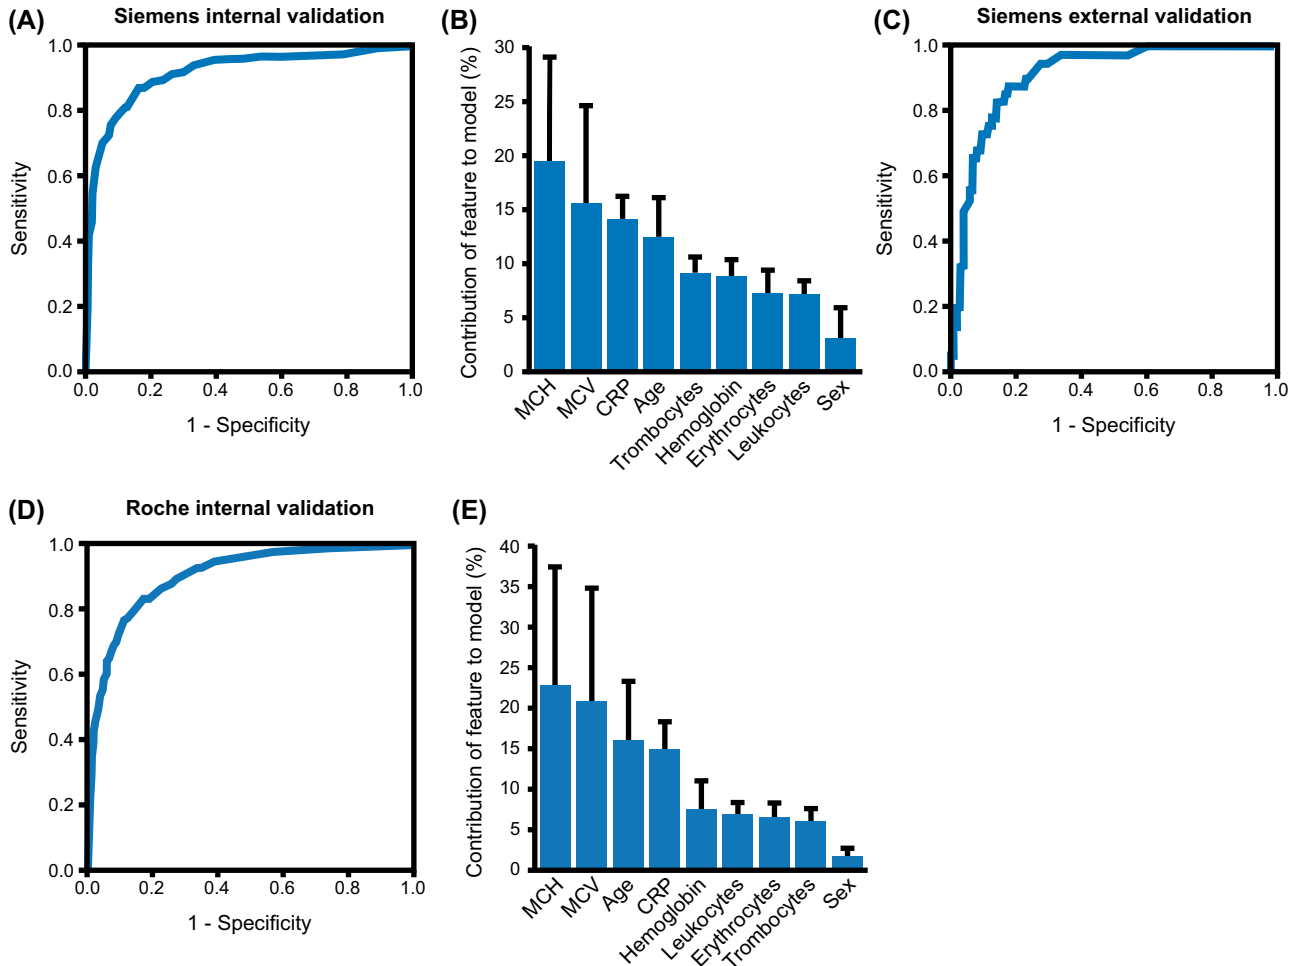 (A) Siemens internal validation
1.0
0.8
0.6
0.4
0.2
0.0
Sensitivity
0.0 0.2 0.4 0.6 0.8 1.0
1 - Specificity
(B)
30
25
20
15
10
5
0
Contribution of feature to model (%)
MCH
MCV
CRP
Age
Trombocytes
Hemoglobin
Erythrocytes
Leukocytes
Sex
(C) Siemens external validation
1.0
0.8
0.6
0.4
0.2
0.0
Sensitivity
0.0 0.2 0.4 0.6 0.8 1.0
1 - Specificity
(D) Roche internal validation
1.0
0.8
0.6
0.4
0.2
0.0
Sensitivity
0.0 0.2 0.4 0.6 0.8 1.0
1 - Specificity
(E)
40
35
30
25
20
15
10
5
0
Contribution of feature to model (%)
MCH
MCV
Age
CRP
Hemoglobin
Leukocytes
Erythrocytes
Trombocytes
Sex